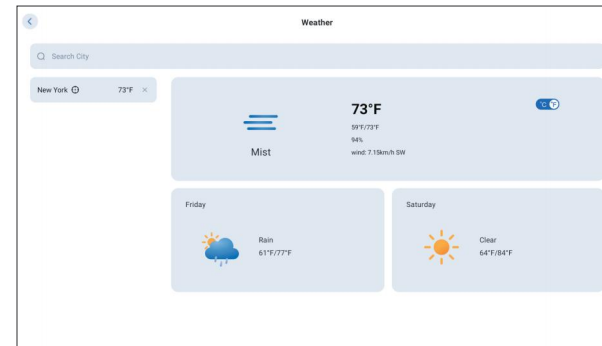 Weather
Search City
New York 73°F ×
73°F
59°F/73°F
94%
wind: 7.15km/h SW
°C °F
Mist
Friday
Rain
61°F/77°F
Saturday
Clear
64°F/84°F